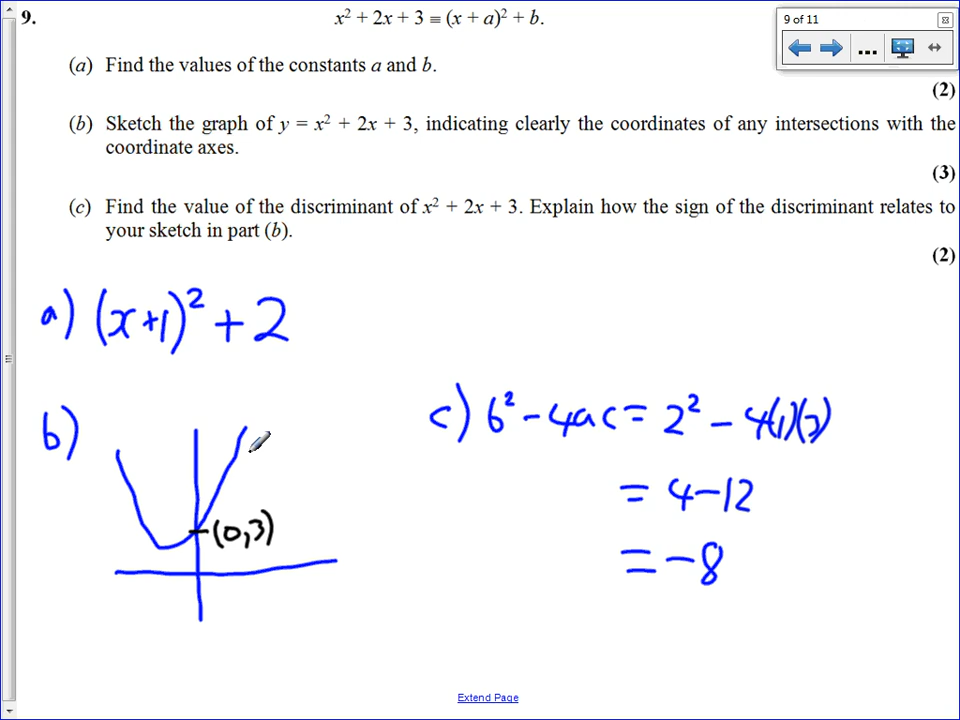 9. x² + 2x + 3 ≡ (x + a)² + b.
9 of 11
(a) Find the values of the constants a and b.
...
(2)
(b) Sketch the graph of y = x² + 2x + 3, indicating clearly the coordinates of any intersections with the
coordinate axes.
(3)
(c) Find the value of the discriminant of x² + 2x + 3. Explain how the sign of the discriminant relates to
your sketch in part (b).
(2)
a) (x+1)² + 2
b)
(0,3)
c) b² - 4ac = 2² - 4(1)(3)
= 4-12
= -8
Extend Page